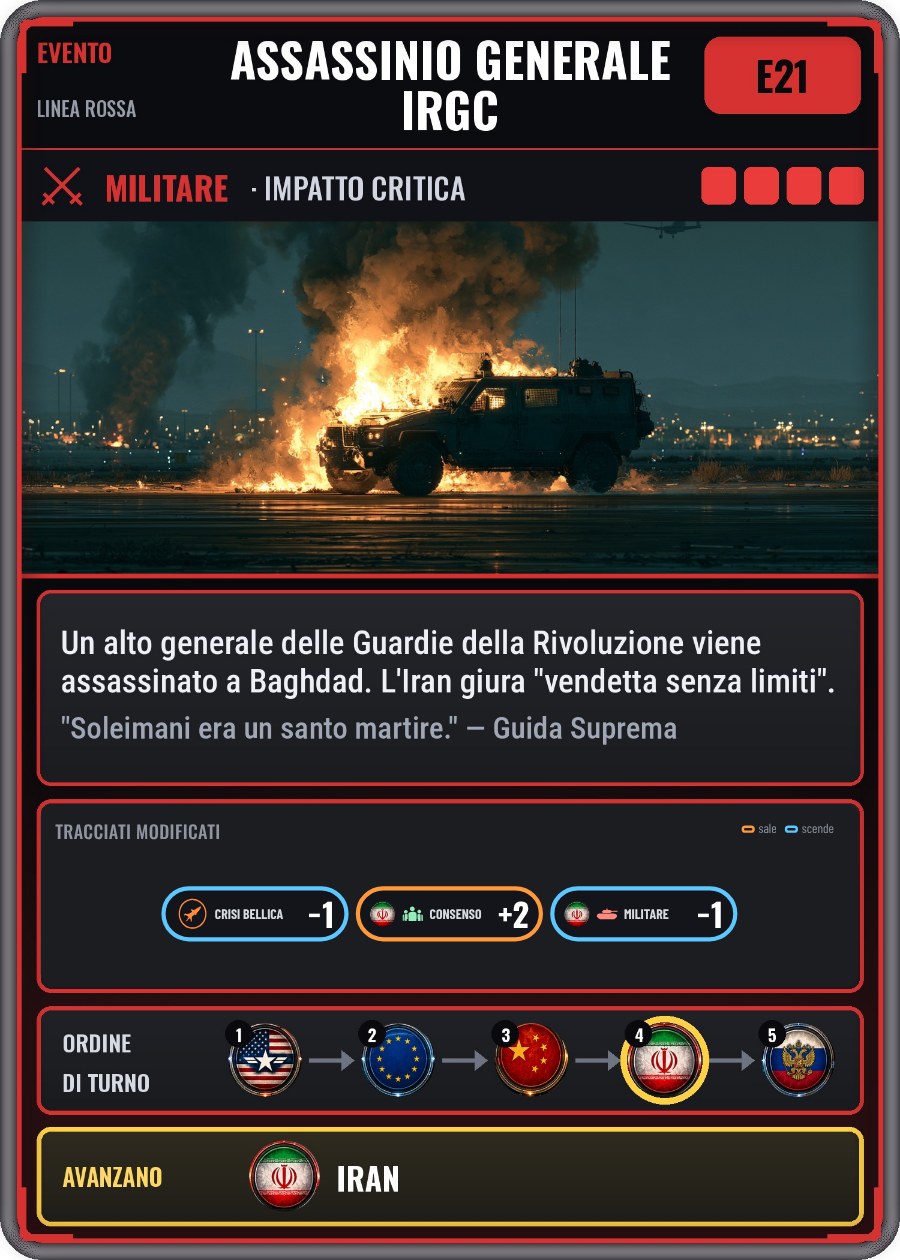 EVENTO
LINEA ROSSA
ASSASSINIO GENERALE
IRGC
E21
MILITARE · IMPATTO CRITICA
Un alto generale delle Guardie della Rivoluzione viene
assassinato a Baghdad. L'Iran giura "vendetta senza limiti".
"Soleimani era un santo martire." — Guida Suprema
TRACCIATI MODIFICATI
sale scende
CRISI BELLICA -1
CONSENSO +2
MILITARE -1
ORDINE
DI TURNO
1 2 3 4 5
AVANZANO IRAN